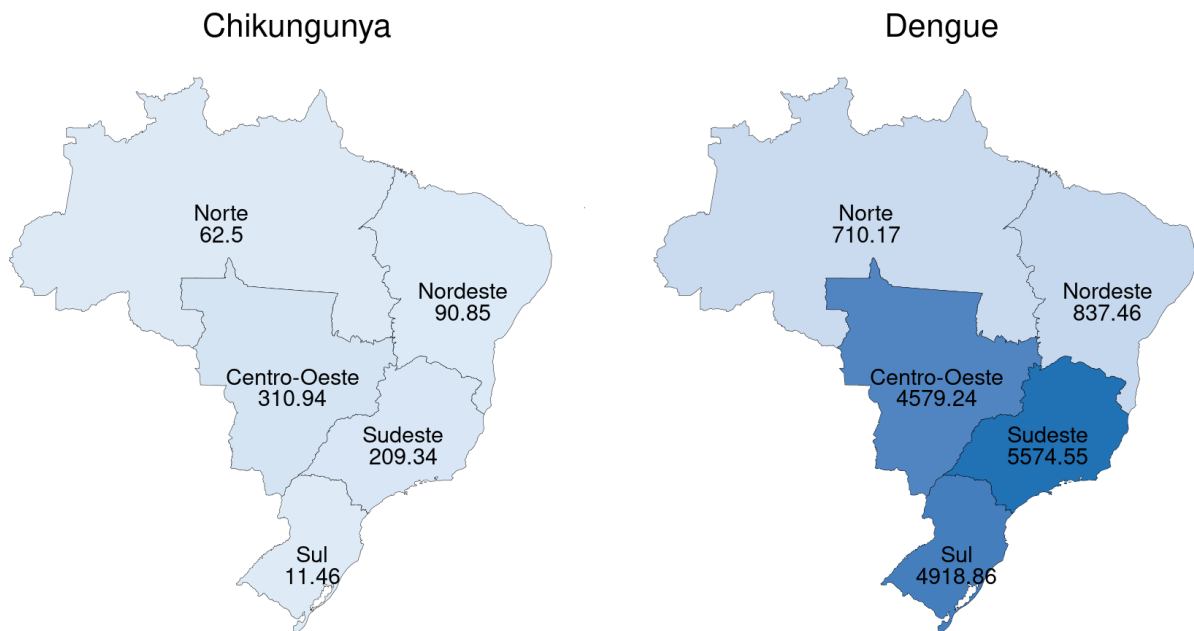 Chikungunya
Norte
62.5
Nordeste
90.85
Centro-Oeste
310.94
Sudeste
209.34
Sul
11.46
Dengue
Norte
710.17
Nordeste
837.46
Centro-Oeste
4579.24
Sudeste
5574.55
Sul
4918.86